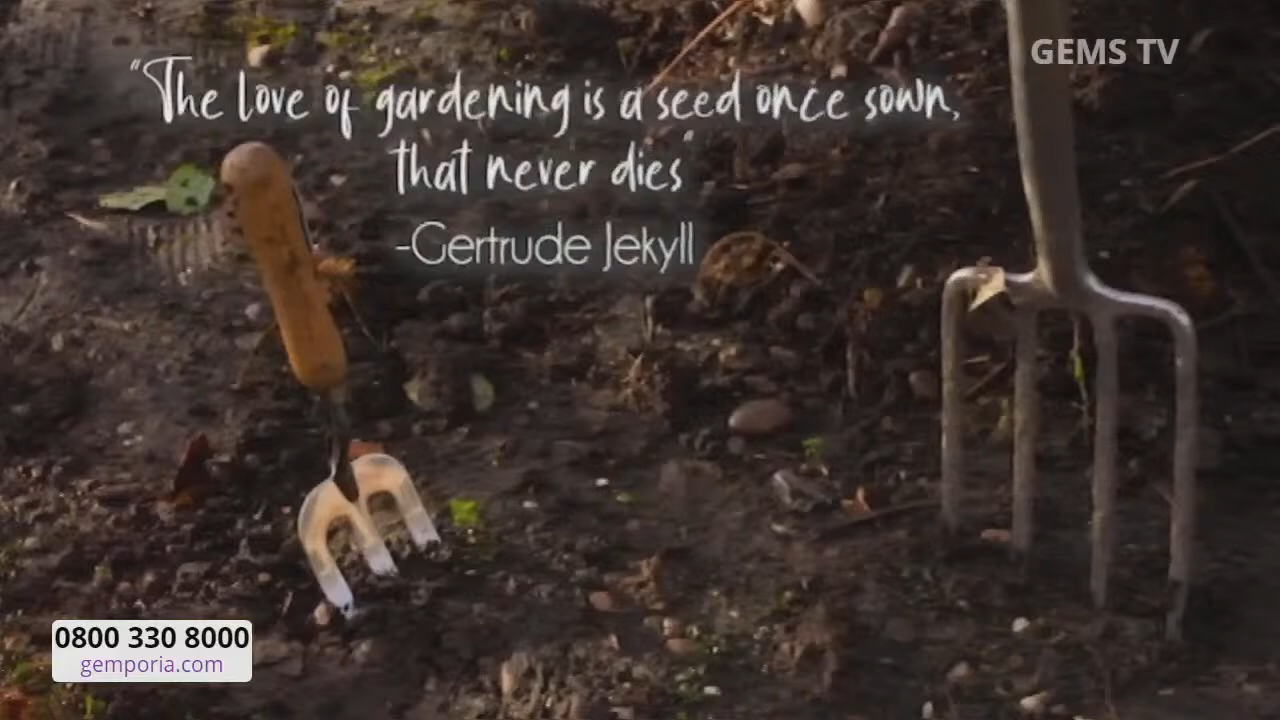 GEMS TV
"The love of gardening is a seed once sown,
that never dies"
-Gertrude Jekyll
0800 330 8000
gemporia.com